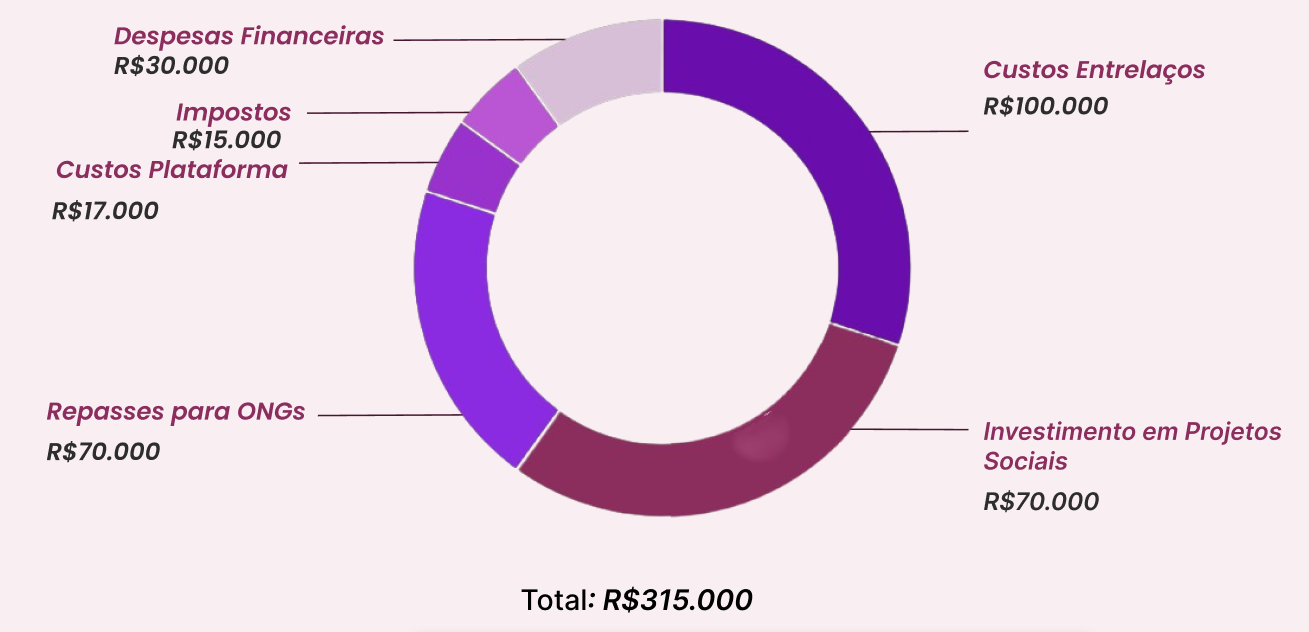 Despesas Financeiras
R$30.000
Impostos
R$15.000
Custos Plataforma
R$17.000
Repasses para ONGs
R$70.000
Custos Entrelaços
R$100.000
Investimento em Projetos
Sociais
R$70.000
Total: R$315.000